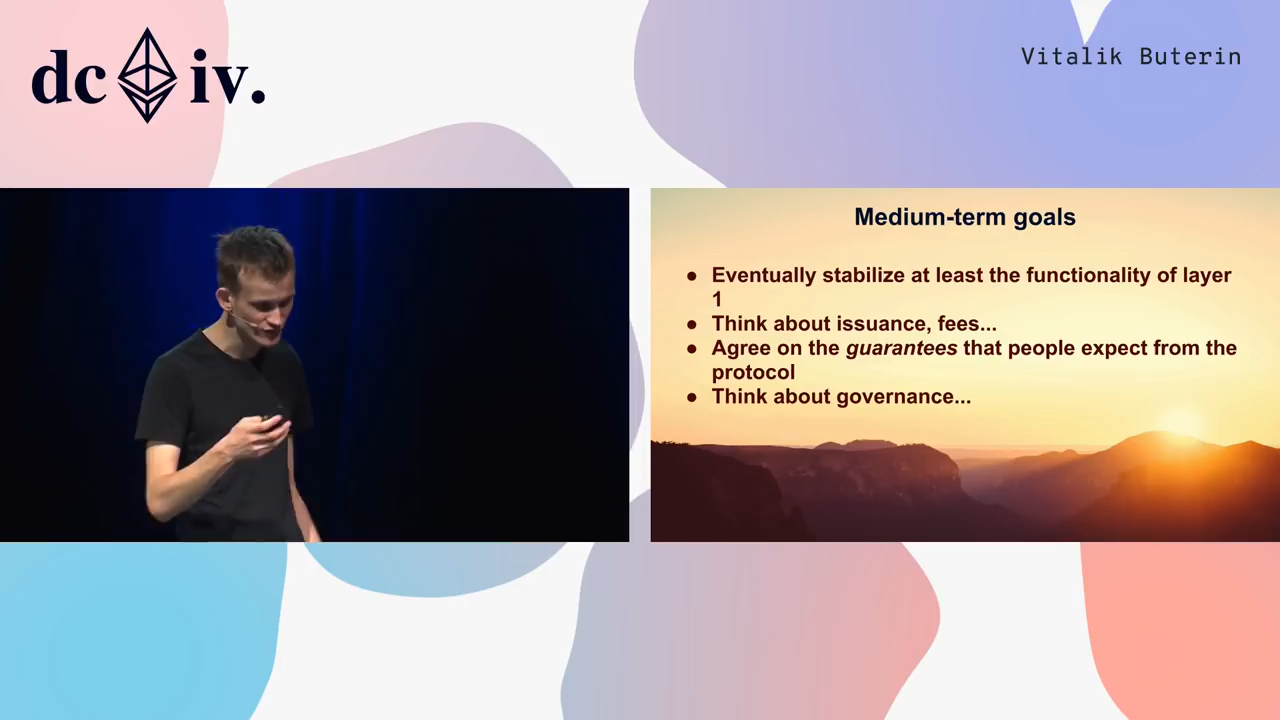 dc iv.
Vitalik Buterin
Medium-term goals
● Eventually stabilize at least the functionality of layer
1
● Think about issuance, fees...
● Agree on the guarantees that people expect from the
protocol
● Think about governance...